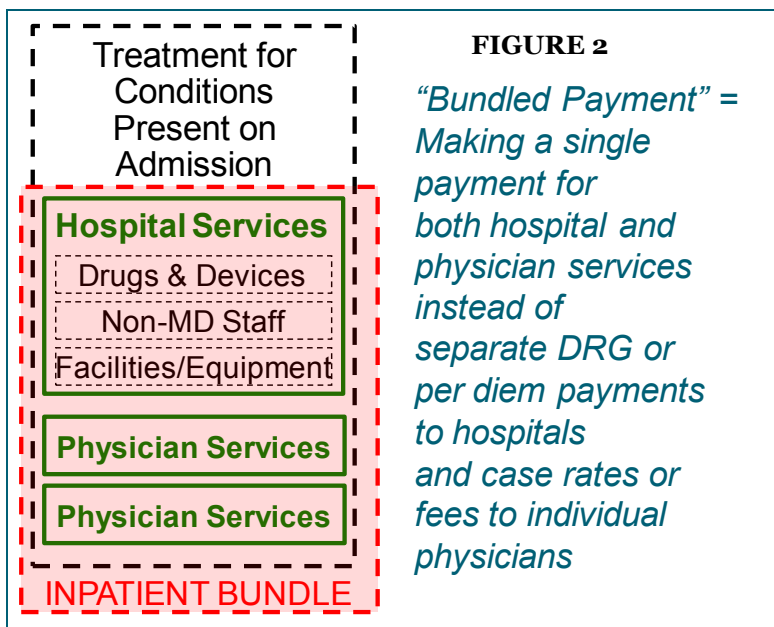 Treatment for
Conditions
Present on
Admission
Hospital Services
Drugs & Devices
Non-MD Staff
Facilities/Equipment
Physician Services
Physician Services
INPATIENT BUNDLE
FIGURE 2
“Bundled Payment” =
Making a single
payment for
both hospital and
physician services
instead of
separate DRG or
per diem payments
to hospitals
and case rates or
fees to individual
physicians